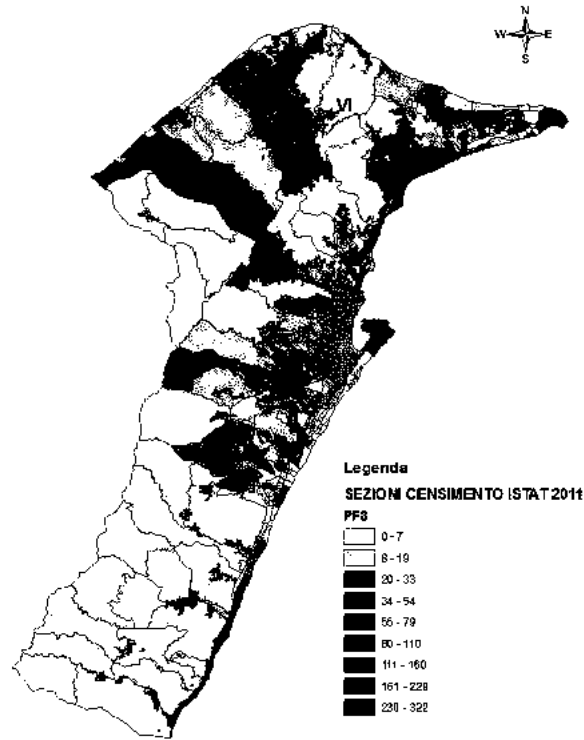 N
W E
S
VI
Legenda
SEZIONI CENSIMENTO ISTAT 2011
PF3
0 - 7
8 - 19
20 - 33
34 - 54
55 - 79
80 - 110
111 - 160
161 - 229
230 - 322